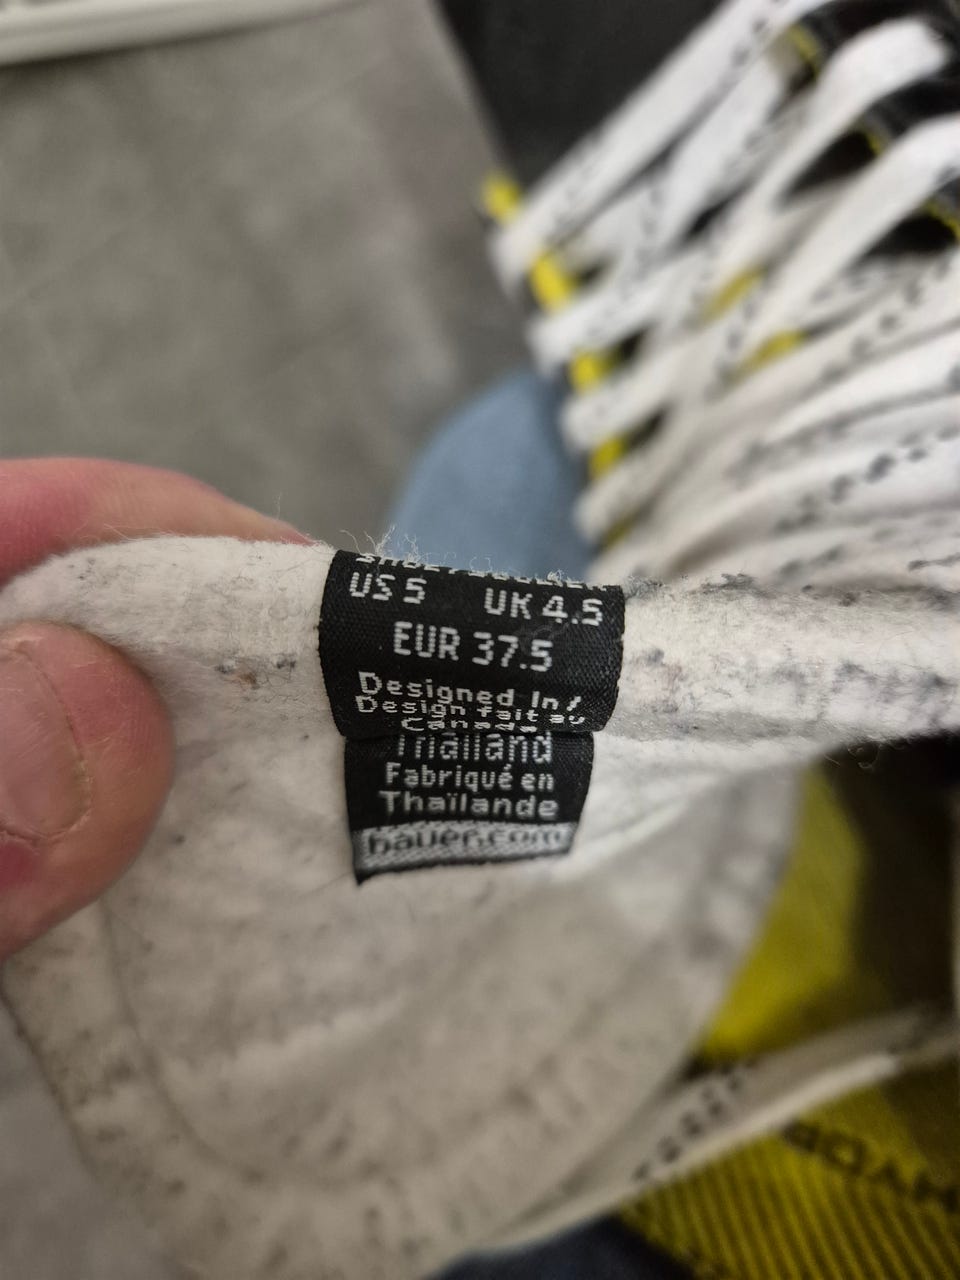 US 5 UK 4.5
EUR 37.5
Designed In/
Design fait au
Canada
Thailand
Fabriqué en
Thaïlande
bauer.com